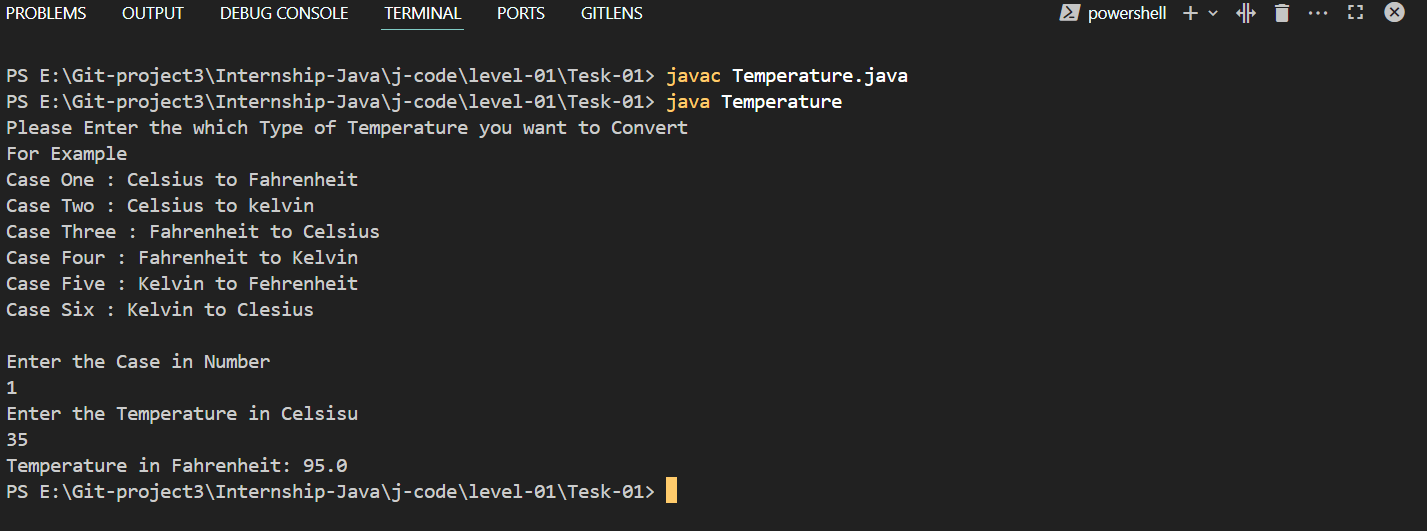 PROBLEMS OUTPUT DEBUG CONSOLE TERMINAL PORTS GITLENS powershell
PS E:\Git-project3\Internship-Java\j-code\level-01\Tesk-01> javac Temperature.java
PS E:\Git-project3\Internship-Java\j-code\level-01\Tesk-01> java Temperature
Please Enter the which Type of Temperature you want to Convert
For Example
Case One : Celsius to Fahrenheit
Case Two : Celsius to kelvin
Case Three : Fahrenheit to Celsius
Case Four : Fahrenheit to Kelvin
Case Five : Kelvin to Fehrenheit
Case Six : Kelvin to Clesius
Enter the Case in Number
1
Enter the Temperature in Celsisu
35
Temperature in Fahrenheit: 95.0
PS E:\Git-project3\Internship-Java\j-code\level-01\Tesk-01>